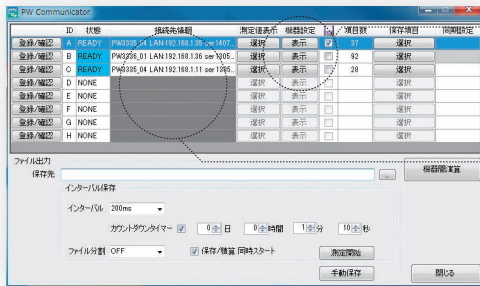 PW Communicator
ID 状態 接続先情報 測定値表示 機器設定 項目数 保存項目 同期設定
登録/確認 A READY PW3335_04 LAN:192.168.1.35 ser:1407... 選択 表示 37 選択
登録/確認 B READY PW3336_01 LAN:192.168.1.36 ser:1305... 選択 表示 92 選択
登録/確認 C READY PW3335_04 LAN:192.168.1.11 ser:1305... 選択 表示 28 選択
登録/確認 D NONE 選択 表示 選択
登録/確認 E NONE 選択 表示 選択
登録/確認 F NONE 選択 表示 選択
登録/確認 G NONE 選択 表示 選択
登録/確認 H NONE 選択 表示 選択
ファイル出力
保存先 ... 機器間演算
インターバル保存
インターバル 200ms
カウントダウンタイマー 0 日 0 時間 1 分 10 秒
ファイル分割 OFF 保存/積算 同時スタート 測定開始
手動保存 閉じる